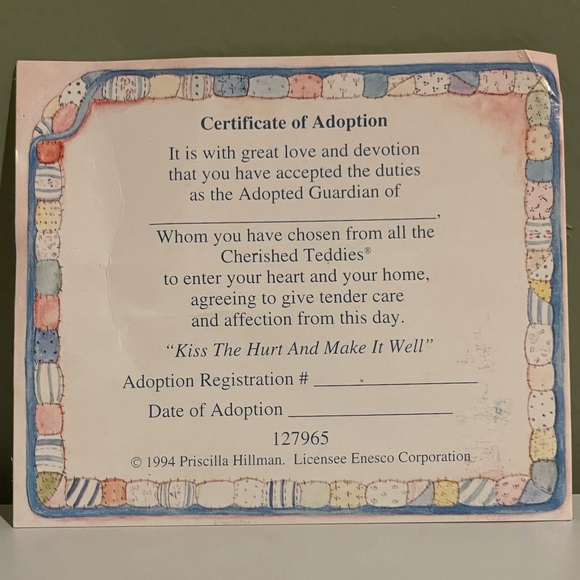 Certificate of Adoption
It is with great love and devotion
that you have accepted the duties
as the Adopted Guardian of
____________________,
Whom you have chosen from all the
Cherished Teddies®
to enter your heart and your home,
agreeing to give tender care
and affection from this day.
"Kiss The Hurt And Make It Well"
Adoption Registration # ____________
Date of Adoption ____________
127965
© 1994 Priscilla Hillman. Licensee Enesco Corporation